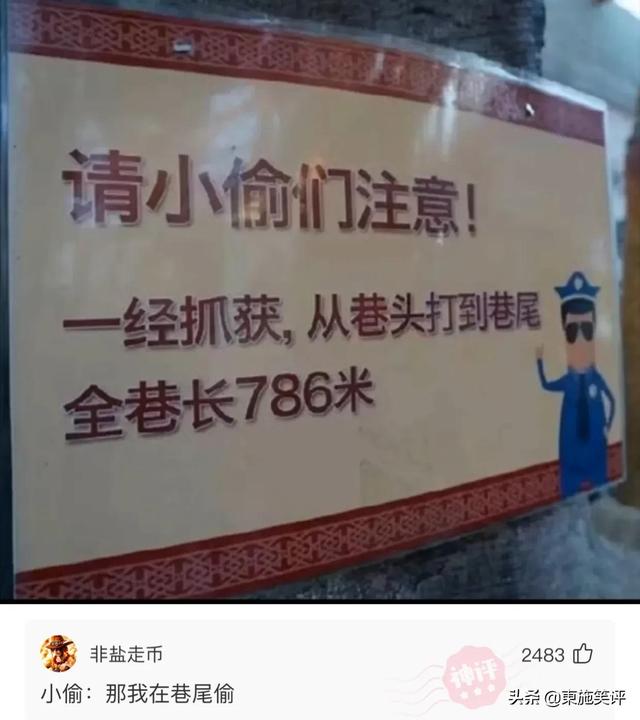 请小偷们注意！
一经抓获，从巷头打到巷尾
全巷长786米
非盐走币
2483
小偷：那我在巷尾偷
神评
头条 @東施笑评